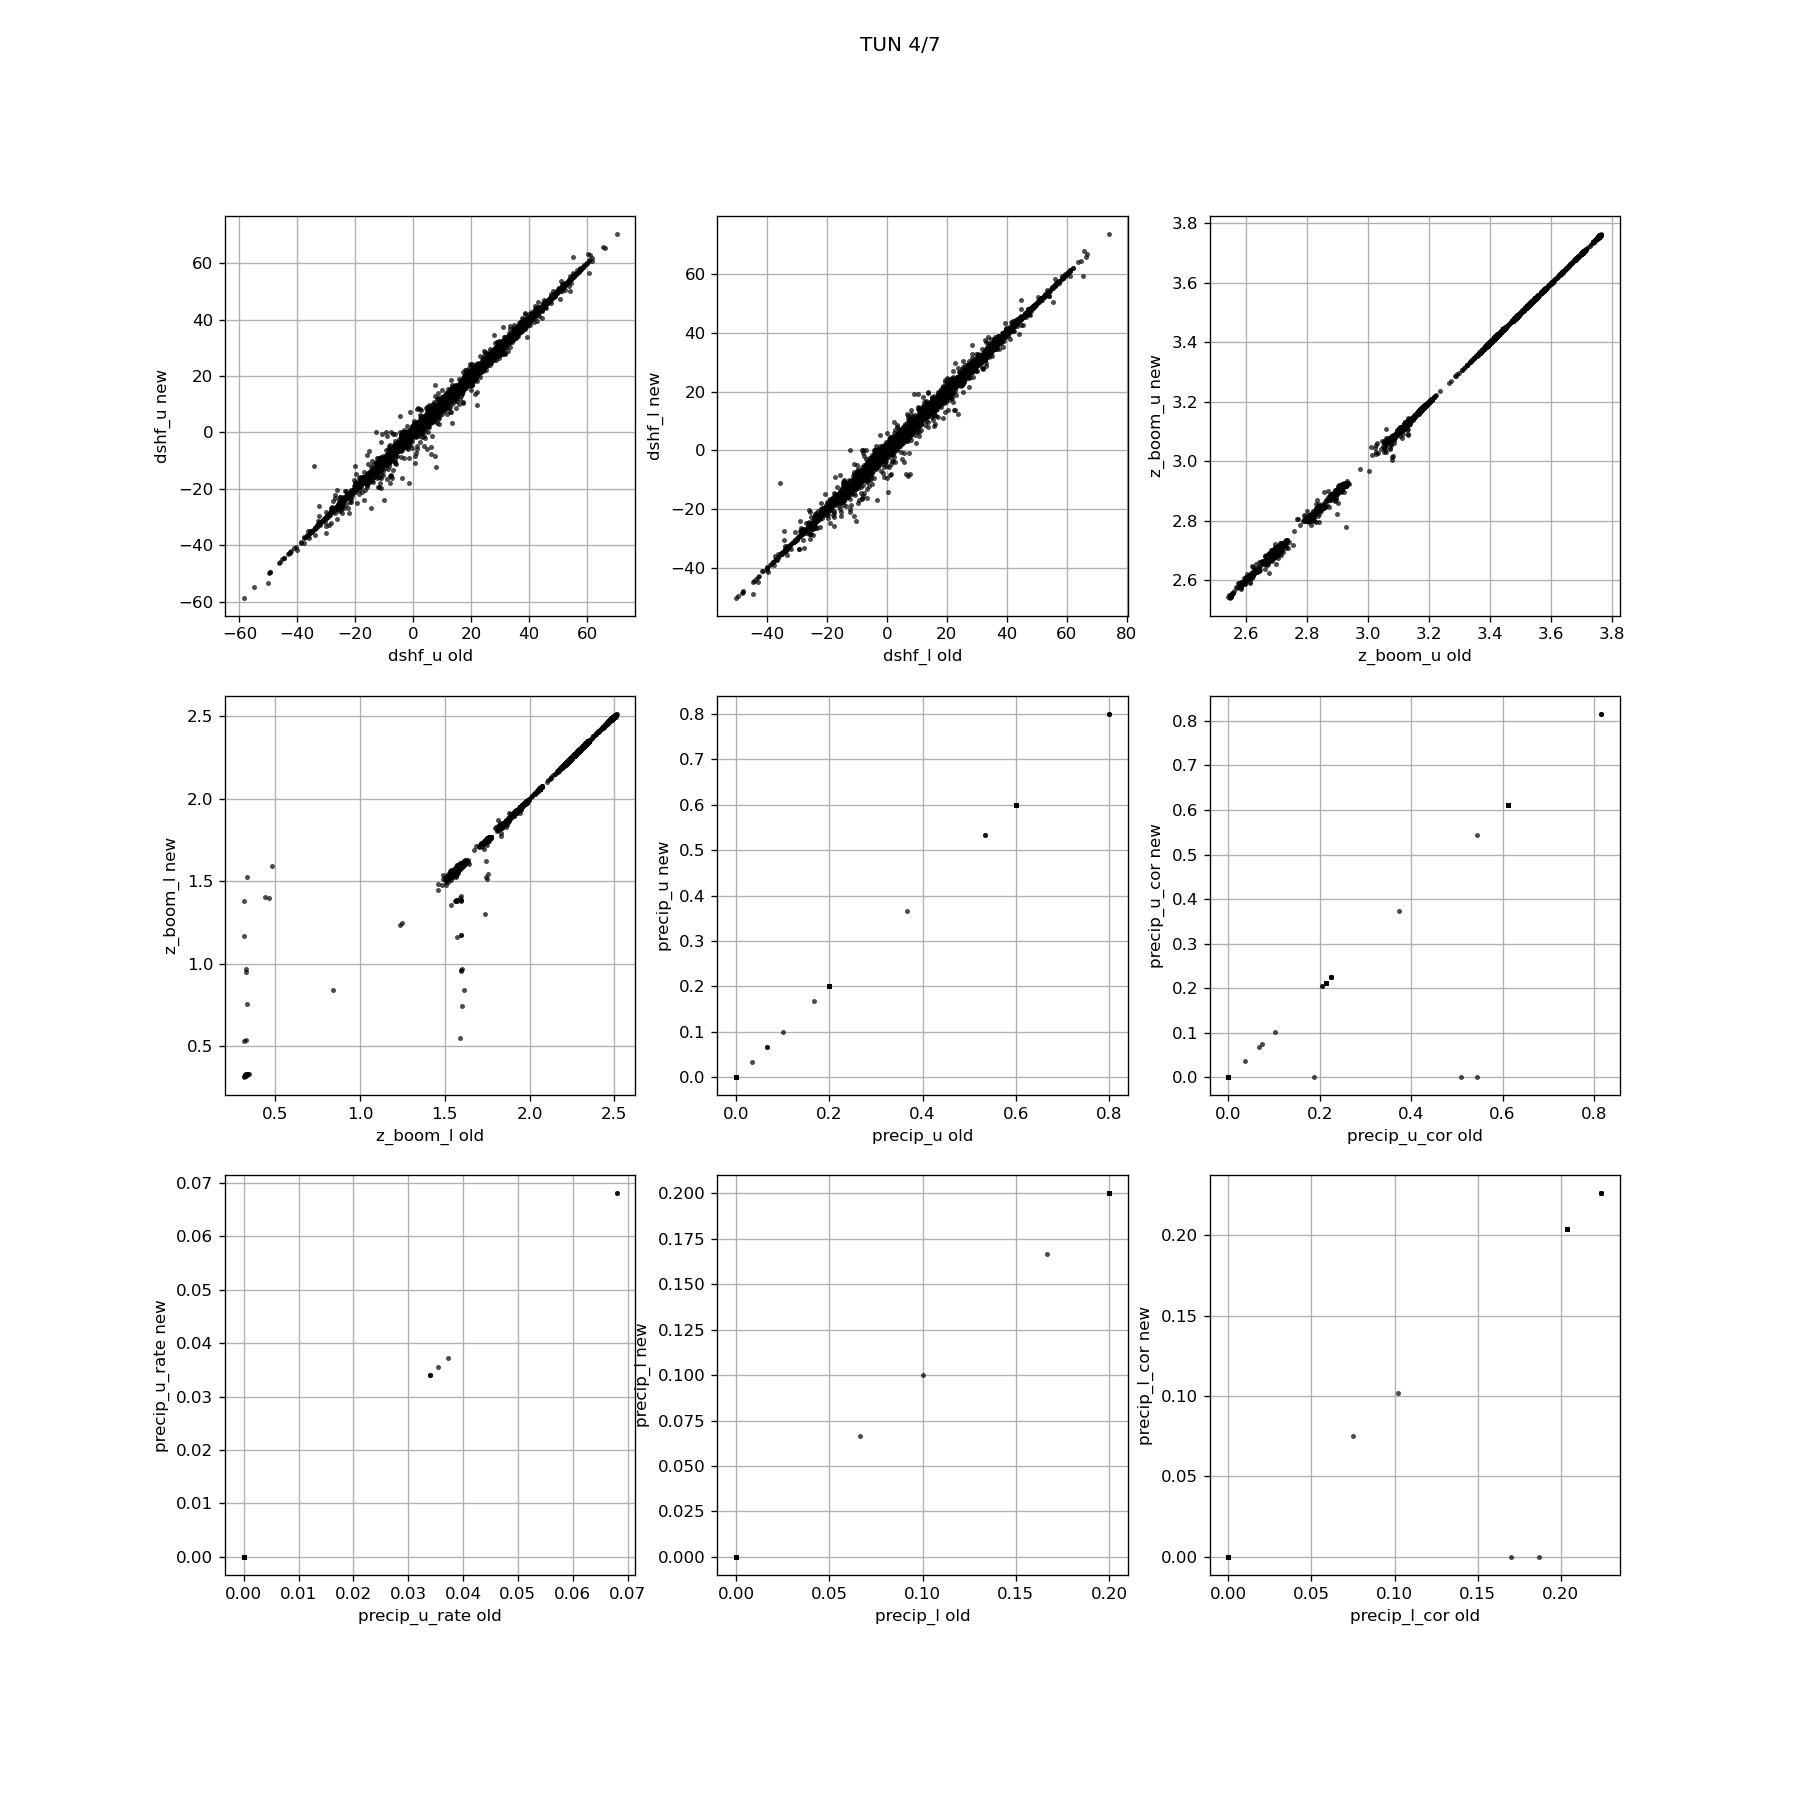 TUN 4/7
dshf_u new
60
40
20
0
−20
−40
−60
−60 −40 −20 0 20 40 60
dshf_u old
dshf_l new
60
40
20
0
−20
−40
−40 −20 0 20 40 60 80
dshf_l old
z_boom_u new
3.8
3.6
3.4
3.2
3.0
2.8
2.6
2.6 2.8 3.0 3.2 3.4 3.6 3.8
z_boom_u old
z_boom_l new
2.5
2.0
1.5
1.0
0.5
0.5 1.0 1.5 2.0 2.5
z_boom_l old
precip_u new
0.8
0.7
0.6
0.5
0.4
0.3
0.2
0.1
0.0
0.0 0.2 0.4 0.6 0.8
precip_u old
precip_u_cor new
0.8
0.7
0.6
0.5
0.4
0.3
0.2
0.1
0.0
0.0 0.2 0.4 0.6 0.8
precip_u_cor old
precip_u_rate new
0.07
0.06
0.05
0.04
0.03
0.02
0.01
0.00
0.00 0.01 0.02 0.03 0.04 0.05 0.06 0.07
precip_u_rate old
precip_l new
0.200
0.175
0.150
0.125
0.100
0.075
0.050
0.025
0.000
0.00 0.05 0.10 0.15 0.20
precip_l old
precip_l_cor new
0.20
0.15
0.10
0.05
0.00
0.00 0.05 0.10 0.15 0.20
precip_l_cor old